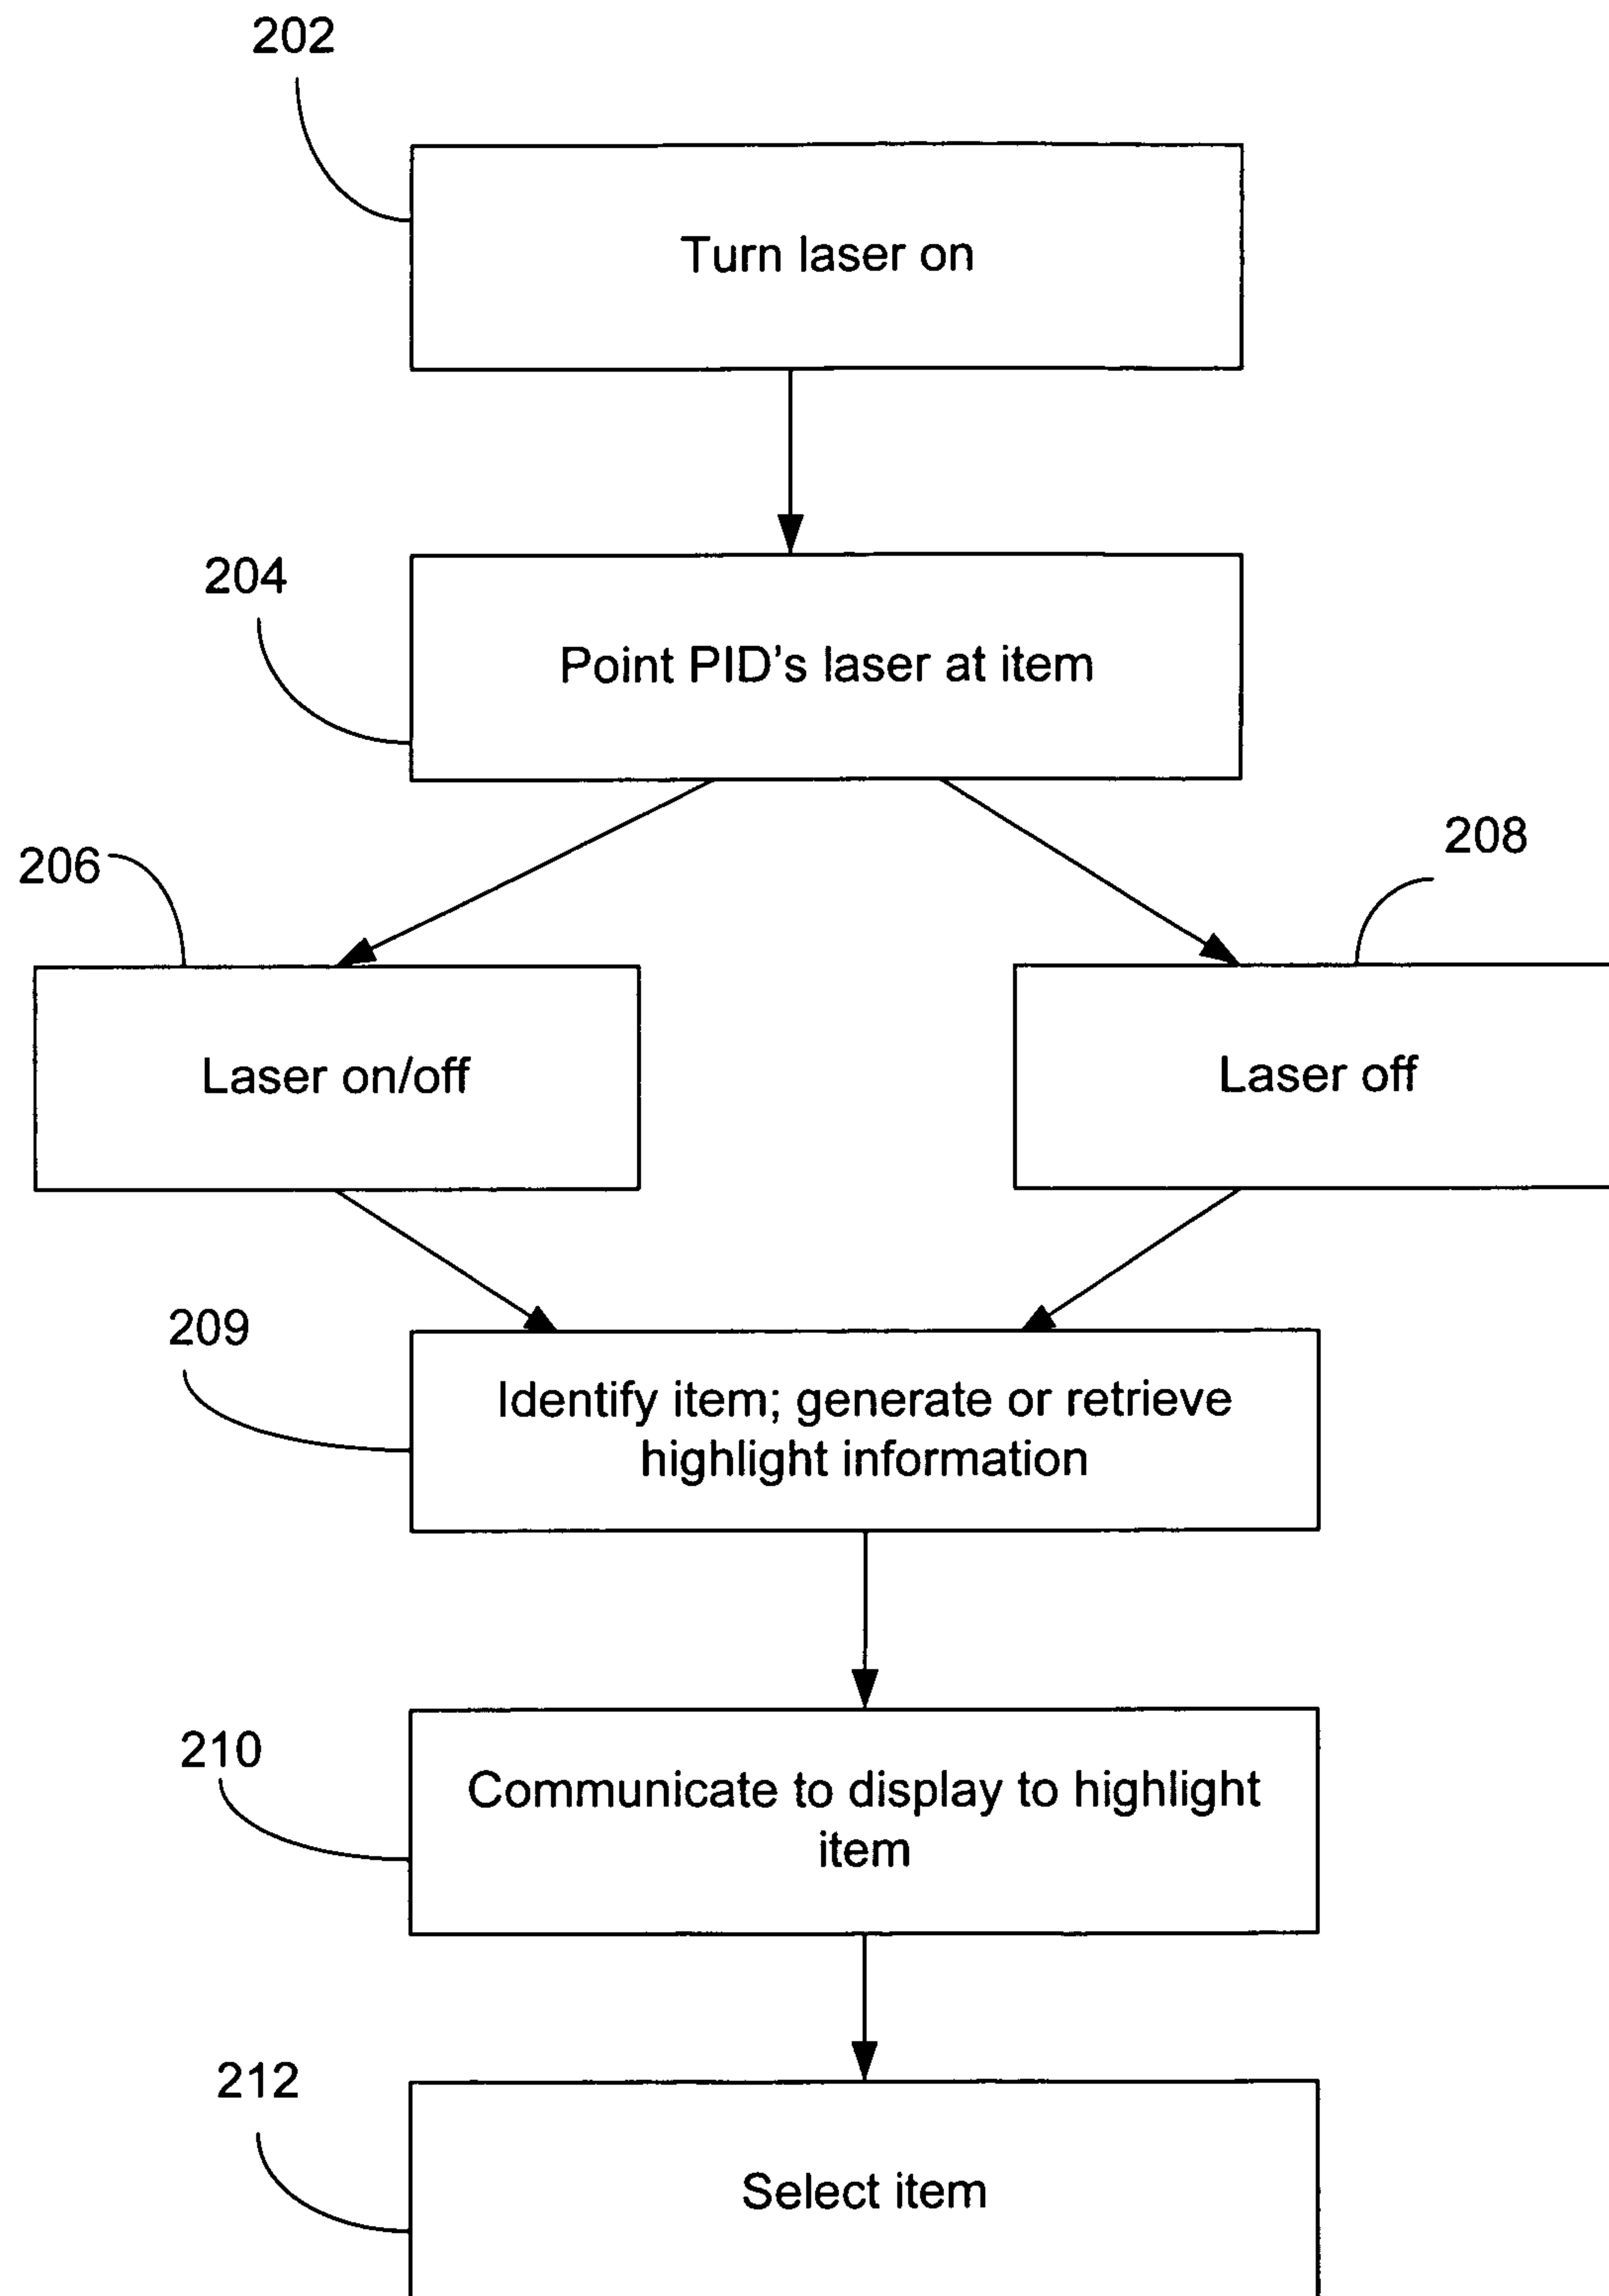 202
Turn laser on
204
Point PID's laser at item
206
208
Laser on/off
Laser off
209
Identify item; generate or retrieve
highlight information
210
Communicate to display to highlight
item
212
Select item